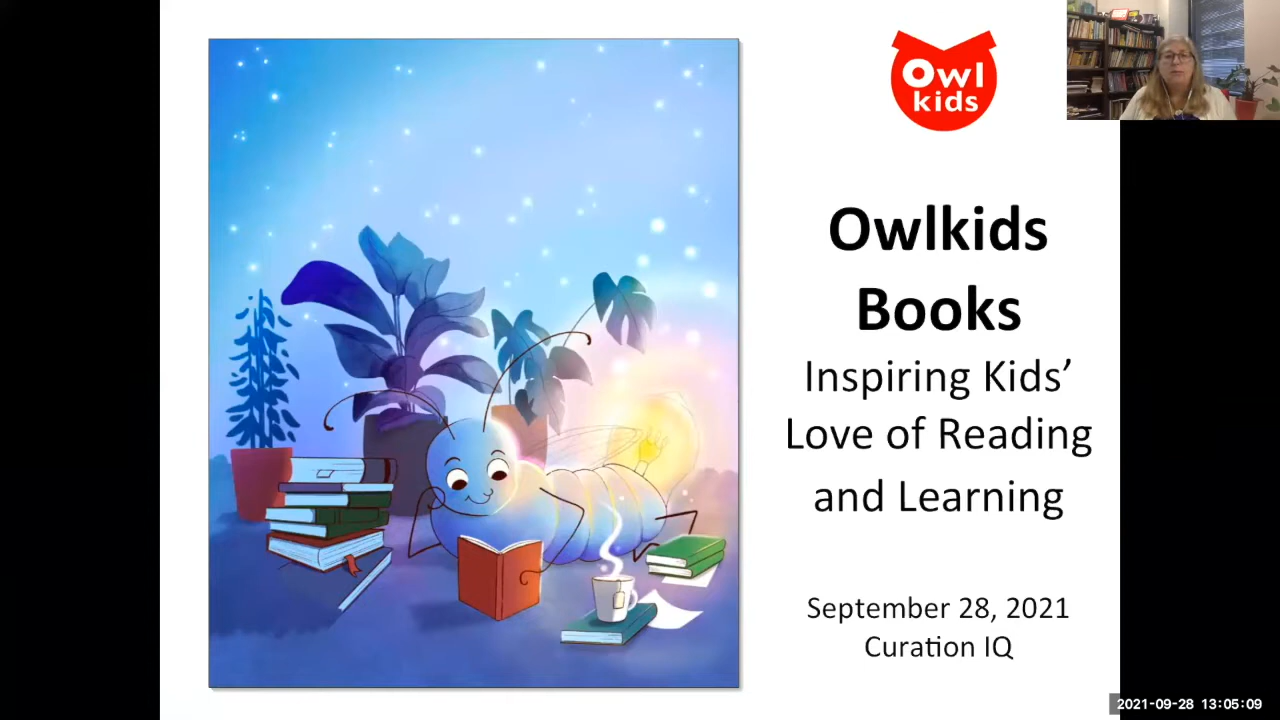 Owl
kids
Owlkids
Books
Inspiring Kids’
Love of Reading
and Learning
September 28, 2021
Curation IQ
2021-09-28 13:05:09